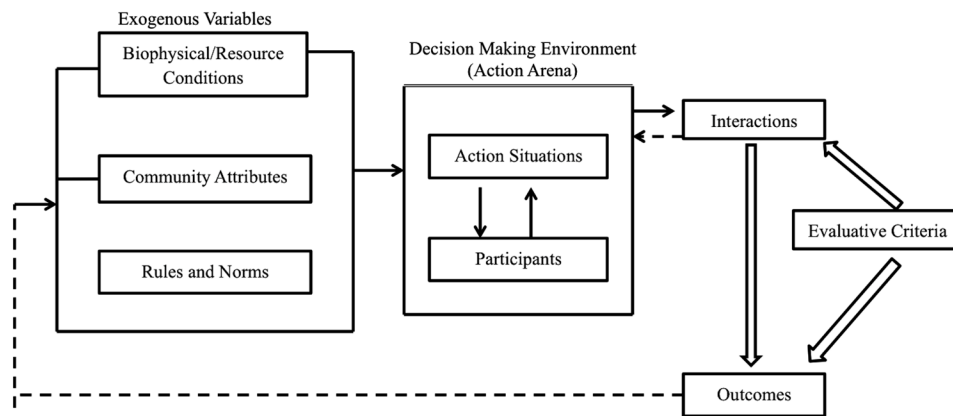 Exogenous Variables
Biophysical/Resource
Conditions
Community Attributes
Rules and Norms
Decision Making Environment
(Action Arena)
Action Situations
Participants
Interactions
Evaluative Criteria
Outcomes